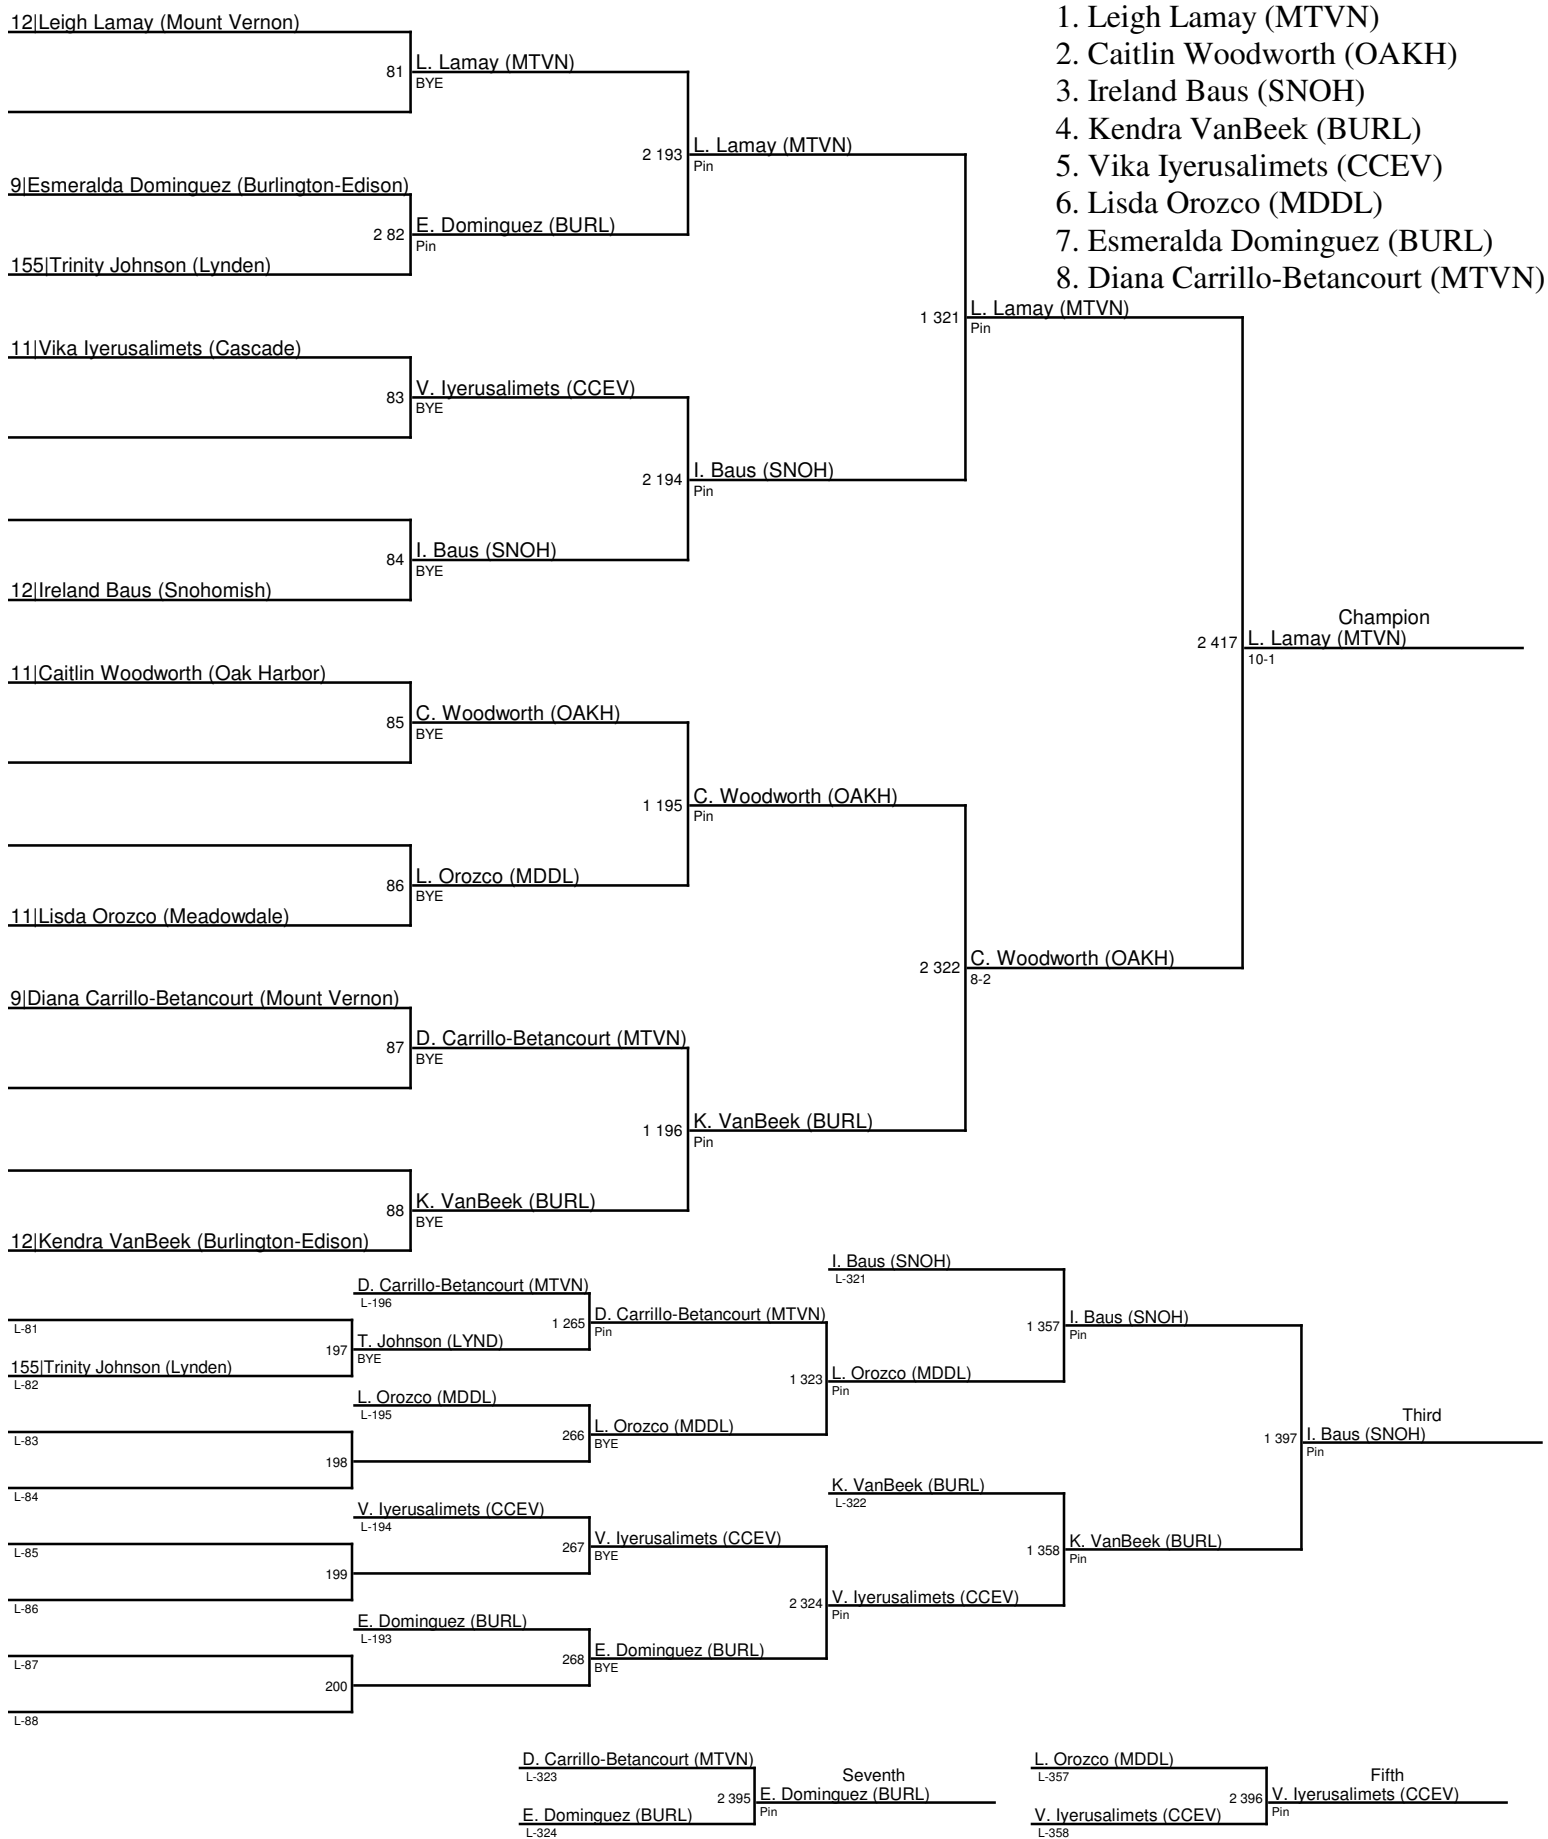 1. Leigh Lamay (MTVN)
2. Caitlin Woodworth (OAKH)
3. Ireland Baus (SNOH)
4. Kendra VanBeek (BURL)
5. Vika Iyerusalimets (CCEV)
6. Lisda Orozco (MDDL)
7. Esmeralda Dominguez (BURL)
8. Diana Carrillo-Betancourt (MTVN)
12|Leigh Lamay (Mount Vernon)
81
L. Lamay (MTVN)
BYE
9|Esmeralda Dominguez (Burlington-Edison)
2 82
E. Dominguez (BURL)
Pin
155|Trinity Johnson (Lynden)
2 193
L. Lamay (MTVN)
Pin
11|Vika Iyerusalimets (Cascade)
83
V. Iyerusalimets (CCEV)
BYE
2 194
I. Baus (SNOH)
Pin
84
I. Baus (SNOH)
BYE
12|Ireland Baus (Snohomish)
1 321
L. Lamay (MTVN)
Pin
11|Caitlin Woodworth (Oak Harbor)
85
C. Woodworth (OAKH)
BYE
1 195
C. Woodworth (OAKH)
Pin
86
L. Orozco (MDDL)
BYE
11|Lisda Orozco (Meadowdale)
9|Diana Carrillo-Betancourt (Mount Vernon)
87
D. Carrillo-Betancourt (MTVN)
BYE
1 196
K. VanBeek (BURL)
Pin
88
K. VanBeek (BURL)
BYE
12|Kendra VanBeek (Burlington-Edison)
2 322
C. Woodworth (OAKH)
8-2
Champion
2 417
L. Lamay (MTVN)
10-1
L-81
155|Trinity Johnson (Lynden)
L-82
197
D. Carrillo-Betancourt (MTVN)
L-196
T. Johnson (LYND)
BYE
1 265
D. Carrillo-Betancourt (MTVN)
Pin
L-83
L-84
198
L. Orozco (MDDL)
L-195
266
L. Orozco (MDDL)
BYE
1 323
L. Orozco (MDDL)
Pin
I. Baus (SNOH)
L-321
1 357
I. Baus (SNOH)
Pin
L-85
L-86
199
V. Iyerusalimets (CCEV)
L-194
267
V. Iyerusalimets (CCEV)
BYE
L-87
L-88
200
E. Dominguez (BURL)
L-193
268
E. Dominguez (BURL)
BYE
2 324
V. Iyerusalimets (CCEV)
Pin
K. VanBeek (BURL)
L-322
1 358
K. VanBeek (BURL)
Pin
Third
1 397
I. Baus (SNOH)
Pin
D. Carrillo-Betancourt (MTVN)
L-323
E. Dominguez (BURL)
L-324
Seventh
2 395
E. Dominguez (BURL)
Pin
L. Orozco (MDDL)
L-357
V. Iyerusalimets (CCEV)
L-358
Fifth
2 396
V. Iyerusalimets (CCEV)
Pin